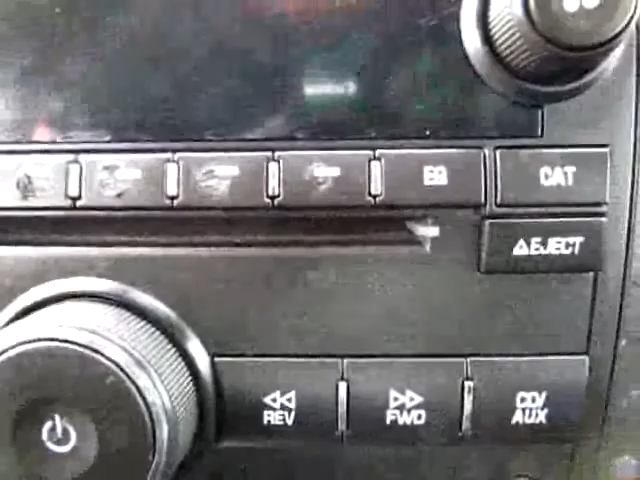 EQ
CAT
EJECT
REV
FWD
CD/
AUX